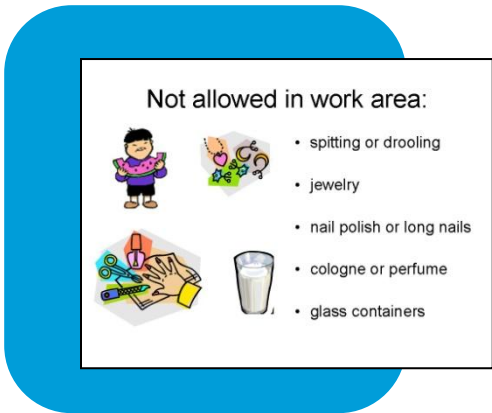 Not allowed in work area:
• spitting or drooling
• jewelry
• nail polish or long nails
• cologne or perfume
• glass containers